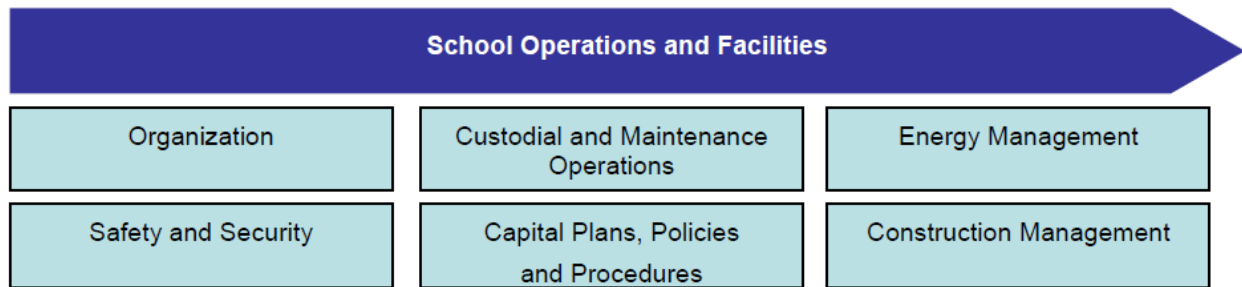 School Operations and Facilities
Organization
Custodial and Maintenance
Operations
Energy Management
Safety and Security
Capital Plans, Policies
and Procedures
Construction Management